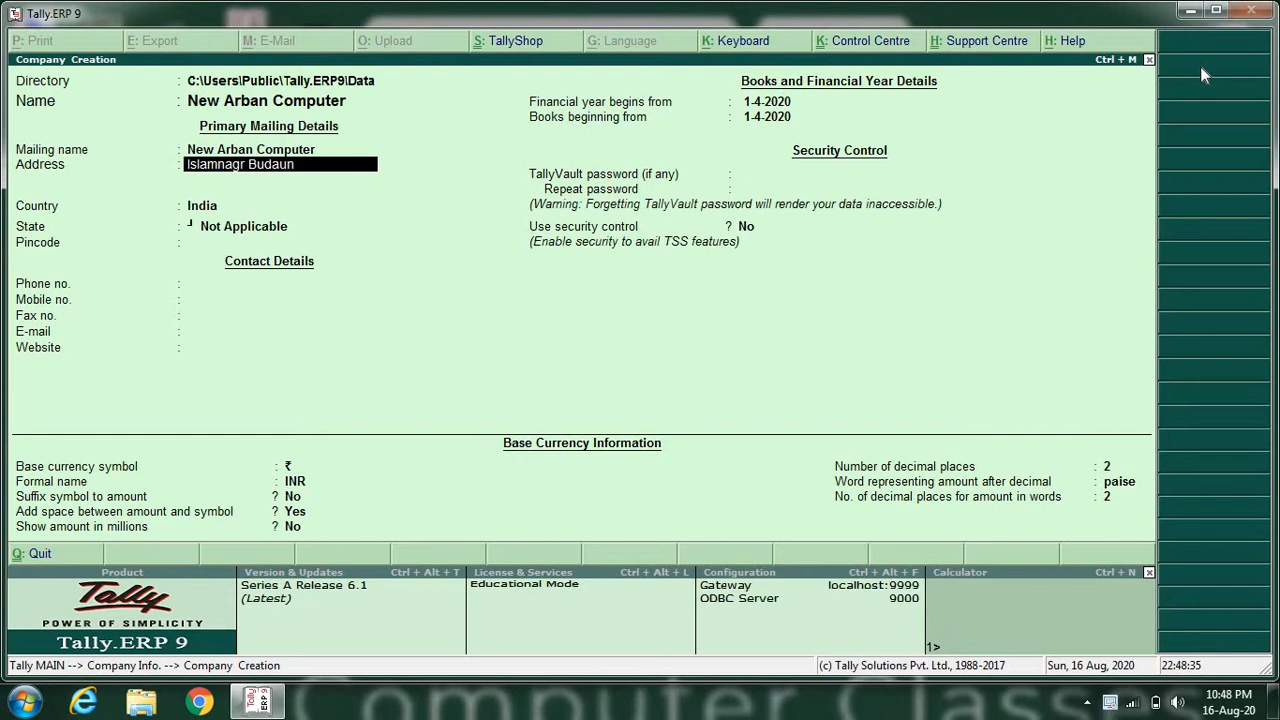 Tally.ERP 9
P: Print E: Export M: E-Mail O: Upload S: TallyShop G: Language K: Keyboard K: Control Centre H: Support Centre H: Help
Company Creation Ctrl + M
Directory : C:\Users\Public\Tally.ERP9\Data
Name : New Arban Computer
Primary Mailing Details
Mailing name : New Arban Computer
Address : Islamnagr Budaun
Country : India
State : ┘ Not Applicable
Pincode :
Contact Details
Phone no. :
Mobile no. :
Fax no. :
E-mail :
Website :
Books and Financial Year Details
Financial year begins from : 1-4-2020
Books beginning from : 1-4-2020
Security Control
TallyVault password (if any) :
Repeat password :
(Warning: Forgetting TallyVault password will render your data inaccessible.)
Use security control ? No
(Enable security to avail TSS features)
Base Currency Information
Base currency symbol : ₹
Formal name : INR
Suffix symbol to amount ? No
Add space between amount and symbol ? Yes
Show amount in millions ? No
Number of decimal places : 2
Word representing amount after decimal : paise
No. of decimal places for amount in words : 2
Q: Quit
Product
Tally
POWER OF SIMPLICITY
Tally.ERP 9
Version & Updates Ctrl + Alt + T
Series A Release 6.1
(Latest)
License & Services Ctrl + Alt + L
Educational Mode
Configuration Ctrl + Alt + F
Gateway localhost:9999
ODBC Server 9000
Calculator Ctrl + N
1>
Tally MAIN --> Company Info. --> Company Creation (c) Tally Solutions Pvt. Ltd., 1988-2017 Sun, 16 Aug, 2020 22:48:35
10:48 PM
16-Aug-20